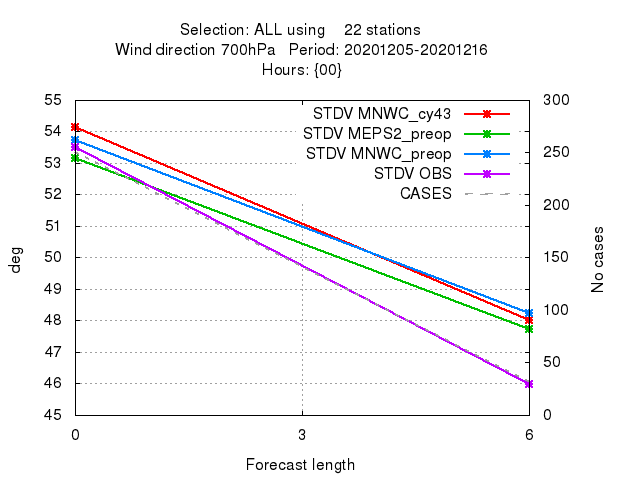 Selection: ALL using 22 stations
Wind direction 700hPa Period: 20201205-20201216
Hours: {00}
55 300
STDV MNWC_cy43
54
STDV MEPS2_preop
250
STDV MNWC_preop
53
STDV OBS
52
CASES
200
51
50 150
deg
No cases
49
100
48
47
50
46
45 0
0 3 6
Forecast length